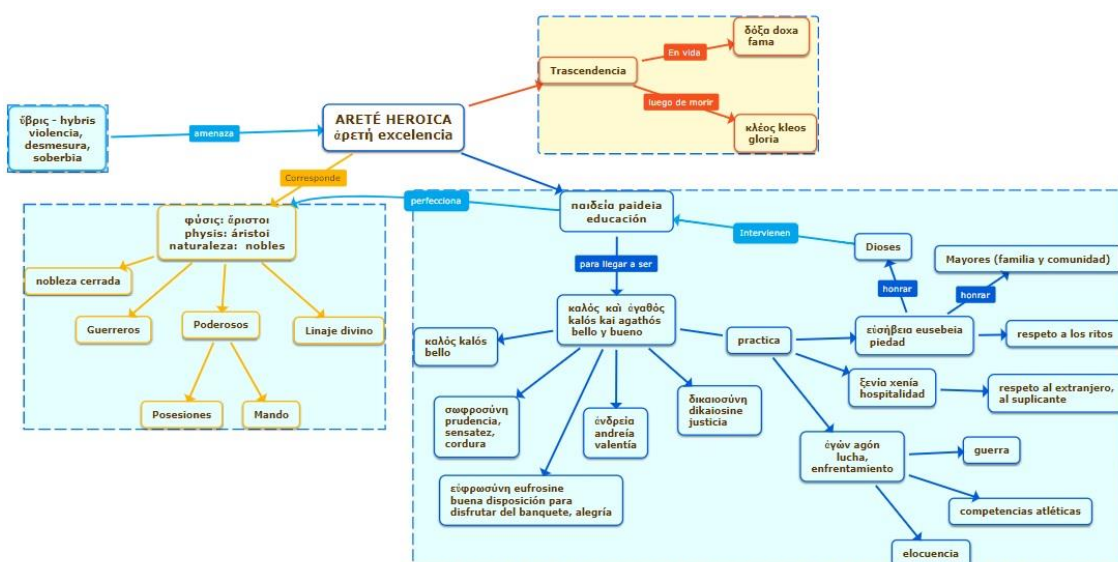 δόξα doxa
fama
En vida
Trascendencia
luego de morir
κλέος kleos
gloria
ὕβρις - hybris
violencia,
desmesura,
soberbia
amenaza
ARETÉ HEROICA
ἀρετή excelencia
Corresponde
φύσις: ἄριστοι
physis: áristoi
naturaleza: nobles
nobleza cerrada
Guerreros
Poderosos
Linaje divino
Posesiones
Mando
perfecciona
παιδεία paideia
educación
Intervienen
Dioses
Mayores (familia y comunidad)
honrar
honrar
para llegar a ser
καλός καὶ ἀγαθός
kalós kai agathós
bello y bueno
καλός kalós
bello
practica
εὐσήβεια eusebeia
piedad
respeto a los ritos
ξενία xenía
hospitalidad
respeto al extranjero,
al suplicante
σωφροσύνη
prudencia,
sensatez,
cordura
ἀνδρεία
andreía
valentía
δικαιοσύνη
dikaiosine
justicia
εὐφρωσύνη eufrosine
buena disposición para
disfrutar del banquete, alegría
ἀγών agón
lucha,
enfrentamiento
guerra
competencias atléticas
elocuencia